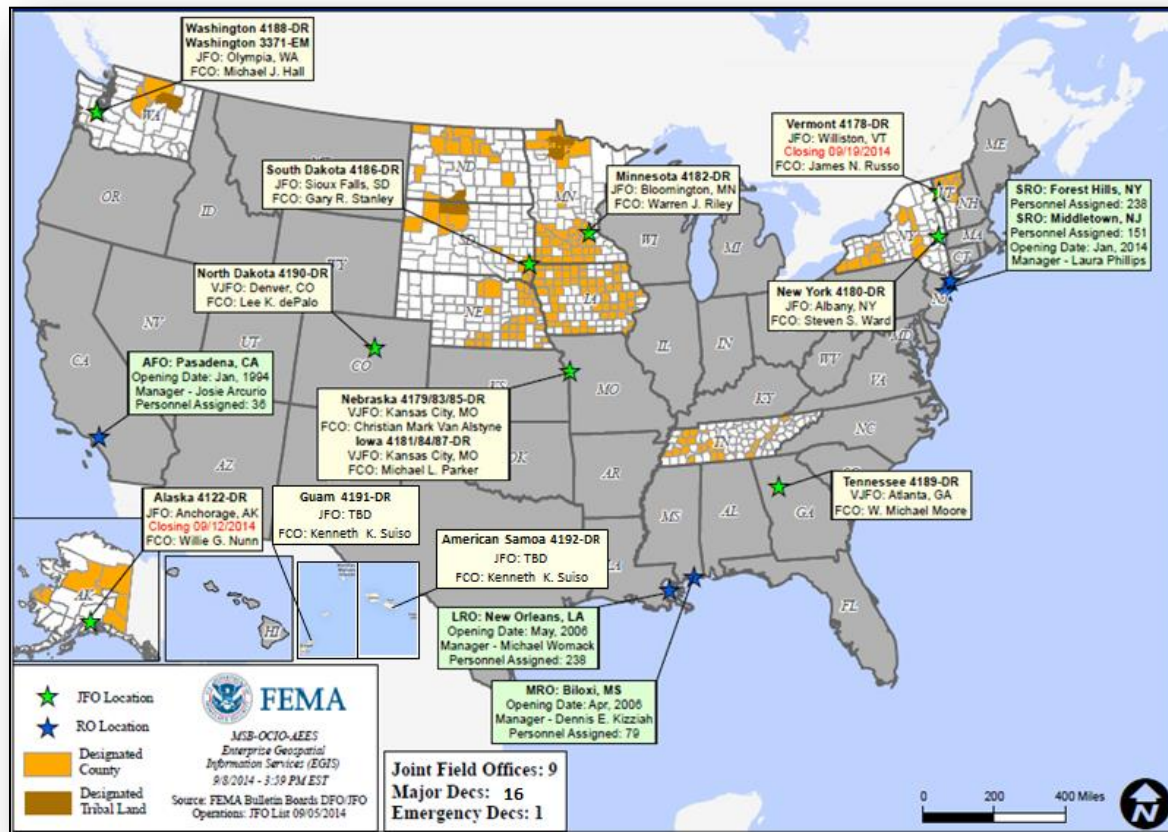 Washington 4188-DR
Washington 3371-EM
JFO: Olympia, WA
FCO: Michael J. Hall
South Dakota 4186-DR
JFO: Sioux Falls, SD
FCO: Gary R. Stanley
Minnesota 4182-DR
JFO: Bloomington, MN
FCO: Warren J. Riley
Vermont 4178-DR
JFO: Williston, VT
Closing 09/19/2014
FCO: James N. Russo
SRO: Forest Hills, NY
Personnel Assigned: 238
SRO: Middletown, NJ
Personnel Assigned: 151
Opening Date: Jan, 2014
Manager - Laura Phillips
North Dakota 4190-DR
VJFO: Denver, CO
FCO: Lee K. dePalo
New York 4180-DR
JFO: Albany, NY
FCO: Steven S. Ward
AFO: Pasadena, CA
Opening Date: Jan, 1994
Manager - Josie Arcurio
Personnel Assigned: 36
Nebraska 4179/83/85-DR
VJFO: Kansas City, MO
FCO: Christian Mark Van Alstyne
Iowa 4181/84/87-DR
VJFO: Kansas City, MO
FCO: Michael L. Parker
Tennessee 4189-DR
VJFO: Atlanta, GA
FCO: W. Michael Moore
Alaska 4122-DR
JFO: Anchorage, AK
Closing 09/12/2014
FCO: Willie G. Nunn
Guam 4191-DR
JFO: TBD
FCO: Kenneth K. Suiso
American Samoa 4192-DR
JFO: TBD
FCO: Kenneth K. Suiso
LRO: New Orleans, LA
Opening Date: May, 2006
Manager - Michael Womack
Personnel Assigned: 238
MRO: Biloxi, MS
Opening Date: Apr, 2006
Manager - Dennis E. Kizziah
Personnel Assigned: 79
WA
OR
ID
ND
MN
WI
MI
ME
VT
NH
NY
MA
CT
NJ
MD
NV
UT
CA
CO
NE
IA
IL
IN
WV
VA
KY
MO
NC
AZ
OK
AR
TN
MS
AL
GA
LA
FL
AK
HI
JFO Location
RO Location
Designated
County
Designated
Tribal Land
FEMA
MSB-OCIO-AEES
Enterprise Geospatial
Information Services (EGIS)
9/8/2014 - 3:59 PM EST
Source: FEMA Bulletin Boards DFO/JFO
Operations: JFO List 09/05/2014
Joint Field Offices: 9
Major Decs: 16
Emergency Decs: 1
0 200 400 Miles
N